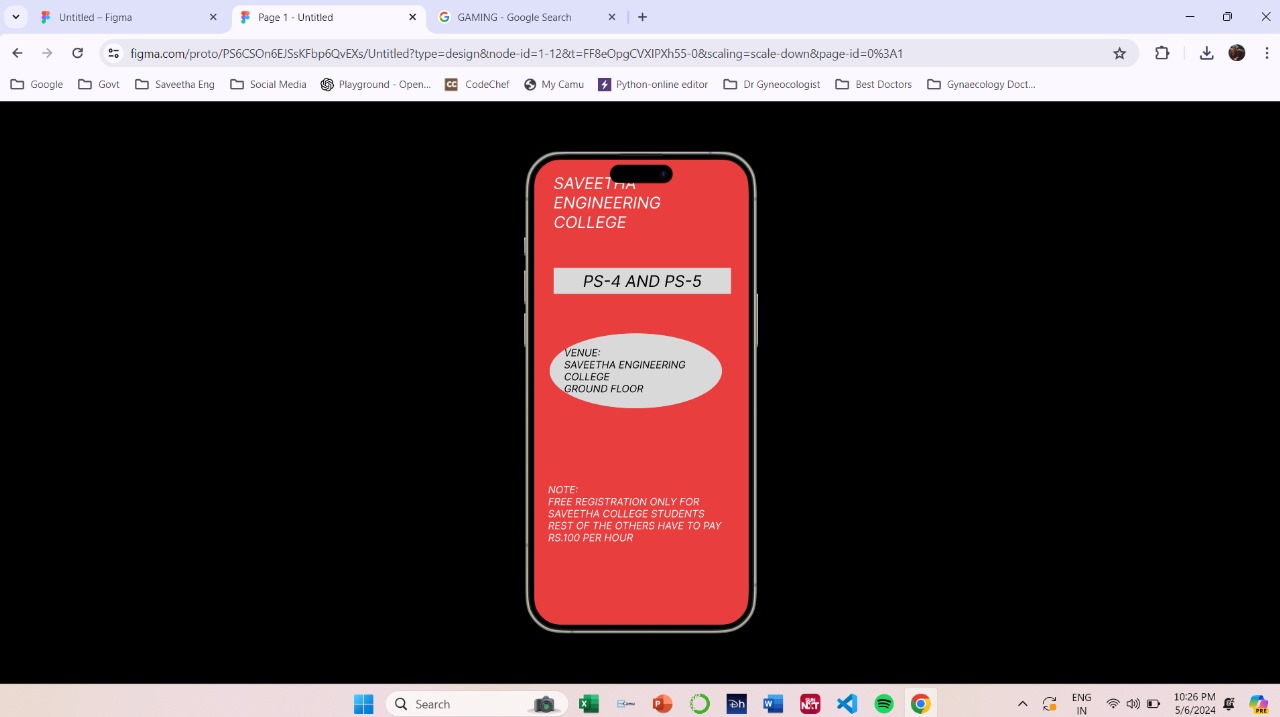 Untitled – Figma
Page 1 - Untitled
GAMING - Google Search
figma.com/proto/PS6CSOn6EJSsKFbp6QvEXs/Untitled?type=design&node-id=1-12&t=FF8eOpgCVXIPXh55-0&scaling=scale-down&page-id=0%3A1
Google
Govt
Saveetha Eng
Social Media
Playground - Open...
CC
CodeChef
My Camu
Python-online editor
Dr Gyneocologist
Best Doctors
Gynaecology Doct...
SAVEETHA
ENGINEERING
COLLEGE
PS-4 AND PS-5
VENUE:
SAVEETHA ENGINEERING
COLLEGE
GROUND FLOOR
NOTE:
FREE REGISTRATION ONLY FOR
SAVEETHA COLLEGE STUDENTS
REST OF THE OTHERS HAVE TO PAY
RS.100 PER HOUR
Search
ENG
IN
10:26 PM
5/6/2024